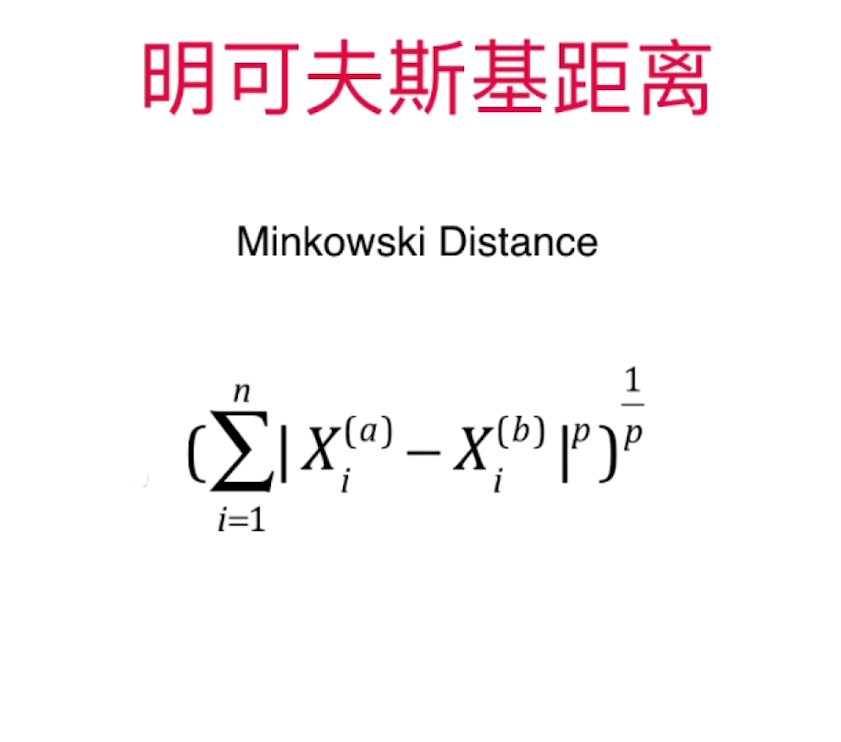 明可夫斯基距离
Minkowski Distance
(∑_{i=1}^{n} | X_i^{(a)} − X_i^{(b)} |^p)^{1/p}